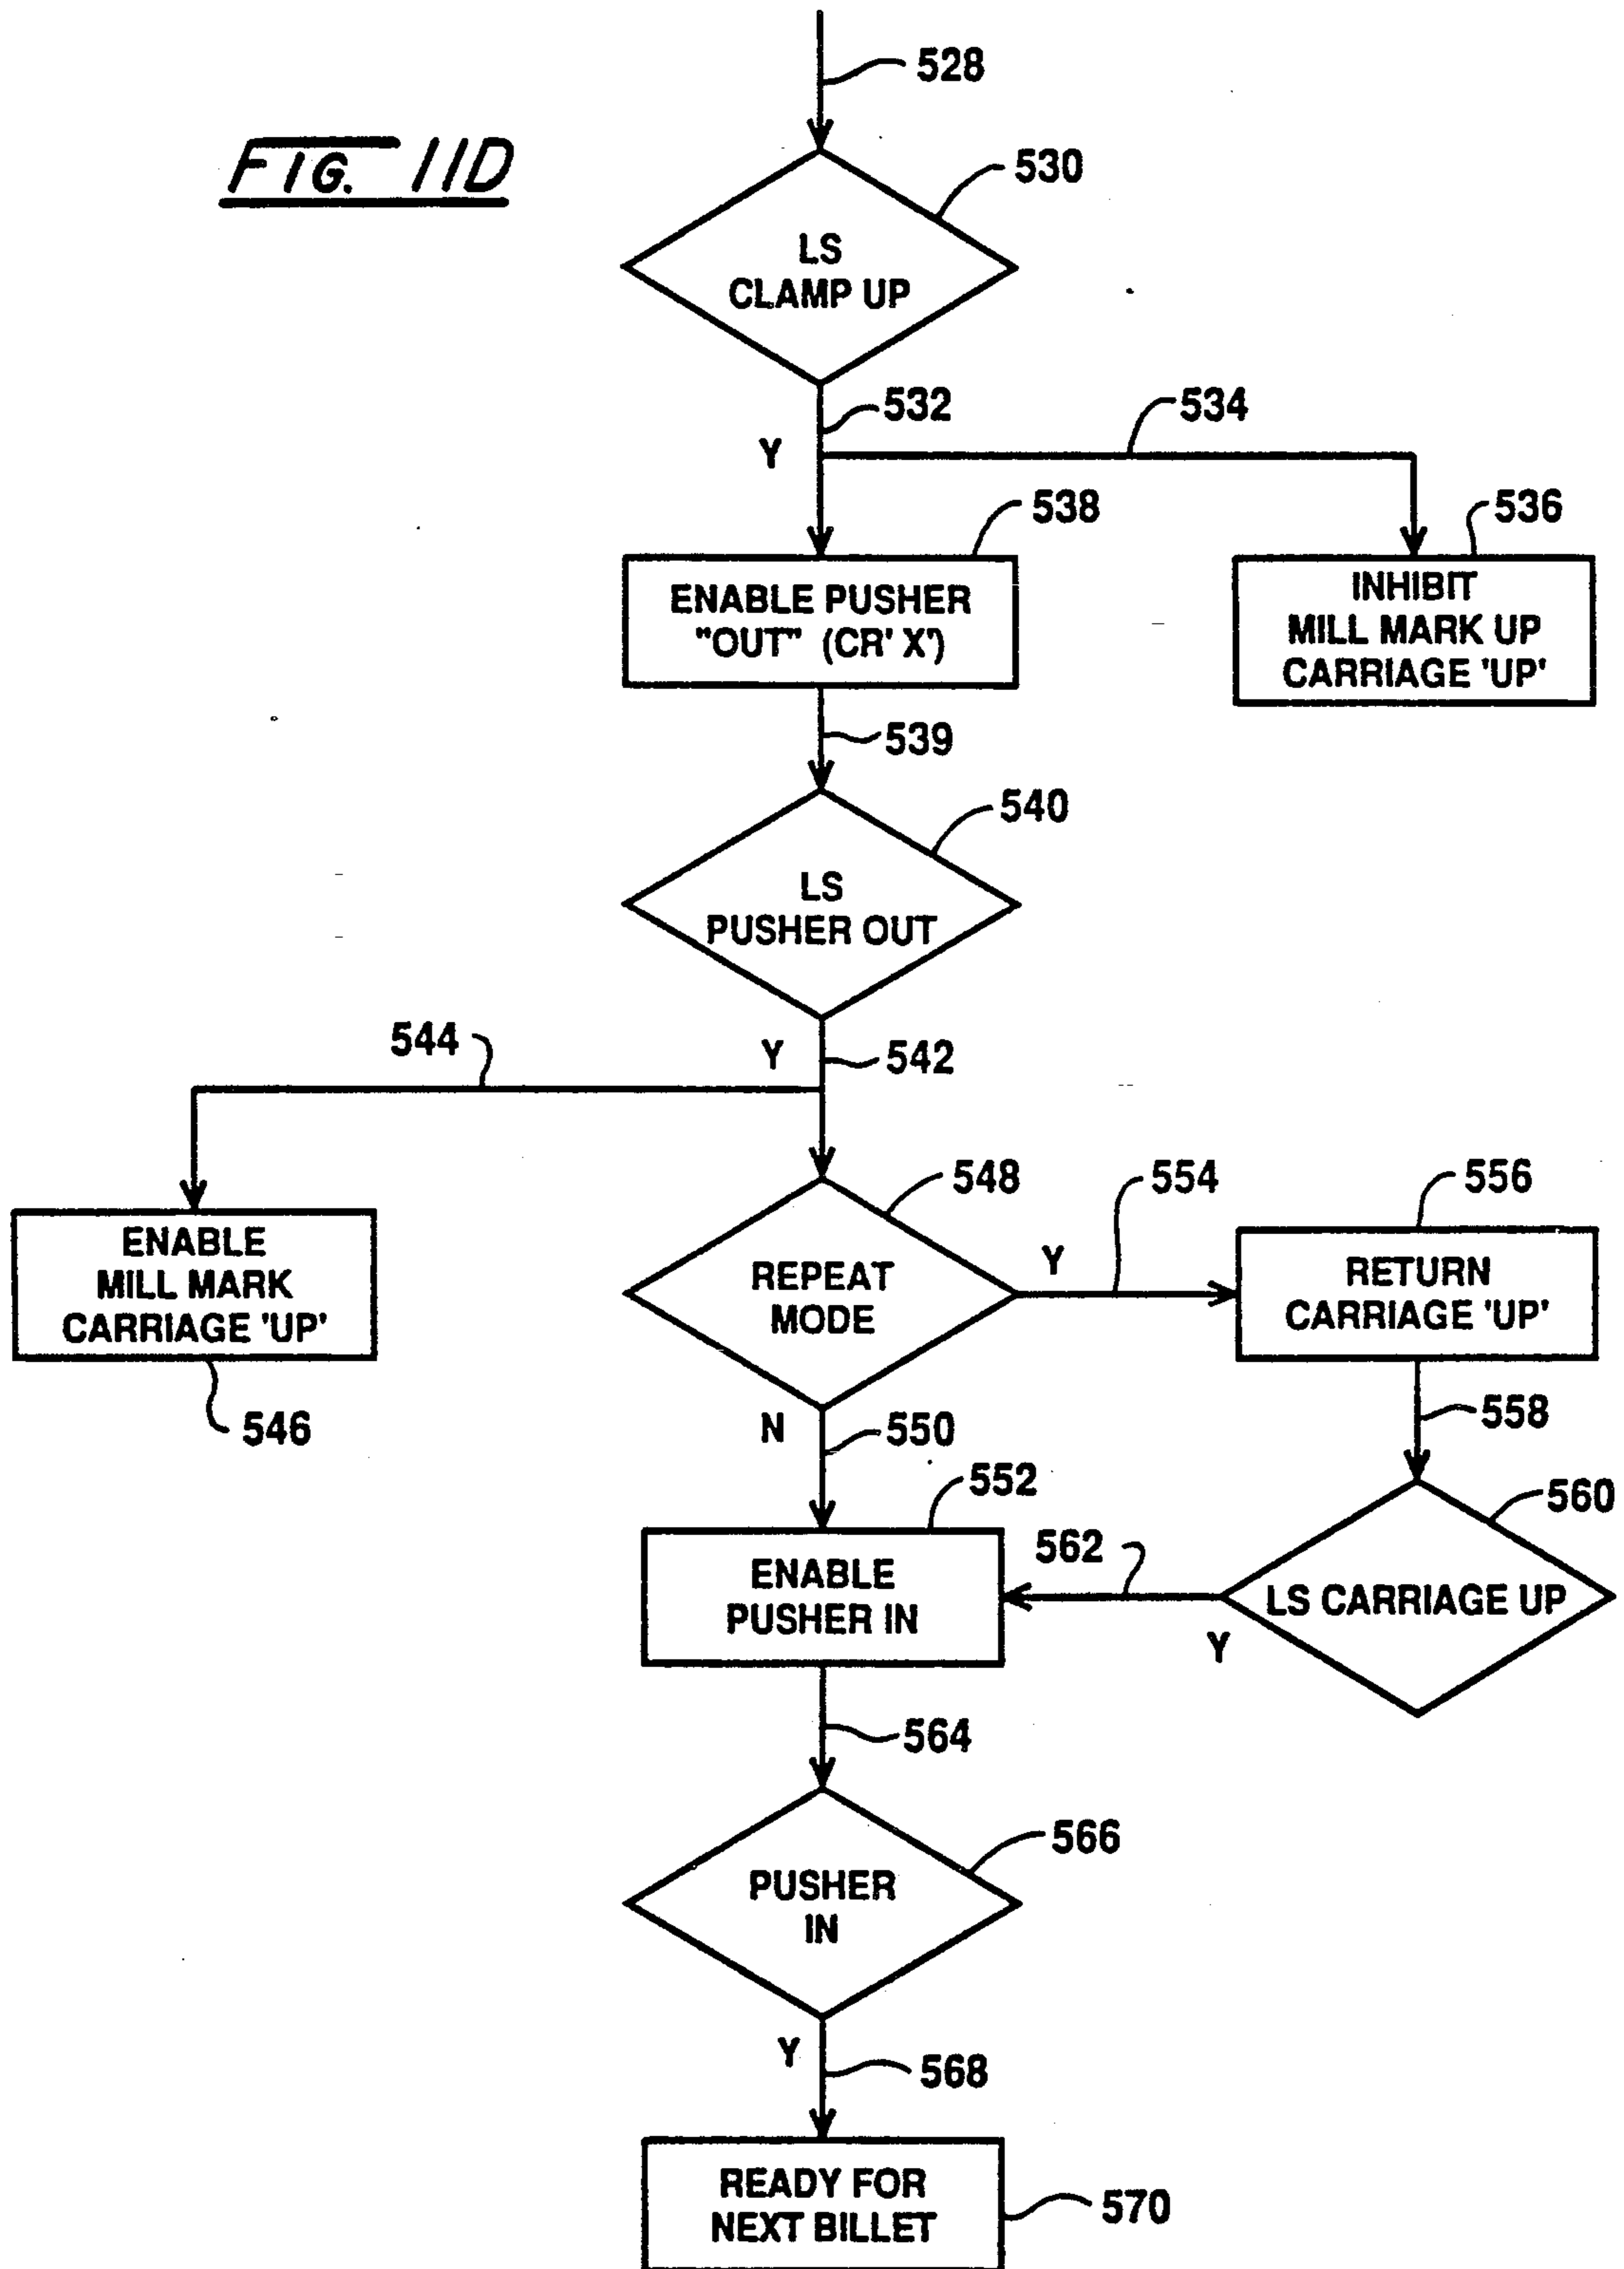 FIG. 11D
528
530
LS
CLAMP UP
532
534
Y
538
536
ENABLE PUSHER
"OUT" (CR' X')
INHIBIT
MILL MARK UP
CARRIAGE 'UP'
539
540
LS
PUSHER OUT
544
Y
542
548
554
556
ENABLE
MILL MARK
CARRIAGE 'UP'
REPEAT
MODE
Y
RETURN
CARRIAGE 'UP'
546
N
550
558
552
560
562
ENABLE
PUSHER IN
LS CARRIAGE UP
Y
564
566
PUSHER
IN
Y
568
READY FOR
NEXT BILLET
570